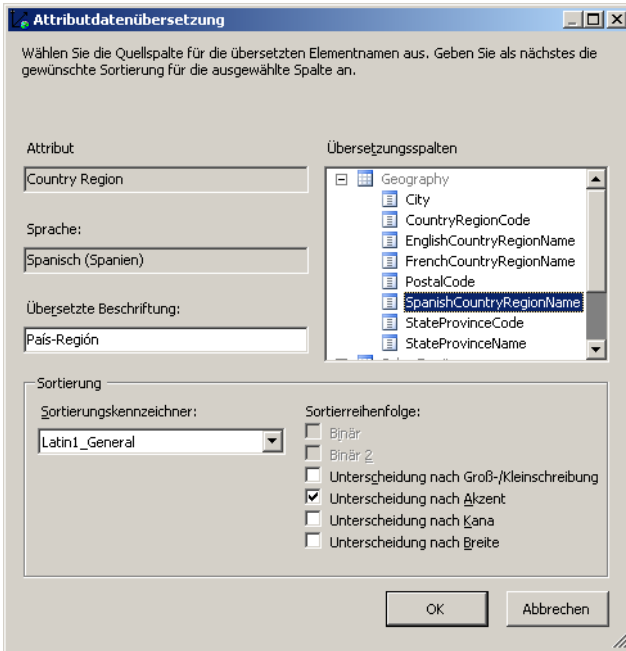 Attributdatenübersetzung
Wählen Sie die Quellspalte für die übersetzten Elementnamen aus. Geben Sie als nächstes die
gewünschte Sortierung für die ausgewählte Spalte an.
Attribut
Country Region
Sprache:
Spanisch (Spanien)
Übersetzte Beschriftung:
País-Región
Übersetzungsspalten
Geography
City
CountryRegionCode
EnglishCountryRegionName
FrenchCountryRegionName
PostalCode
SpanishCountryRegionName
StateProvinceCode
StateProvinceName
Sortierung
Sortierungskennzeichner:
Latin1_General
Sortierreihenfolge:
Binär
Binär 2
Unterscheidung nach Groß-/Kleinschreibung
Unterscheidung nach Akzent
Unterscheidung nach Kana
Unterscheidung nach Breite
OK
Abbrechen